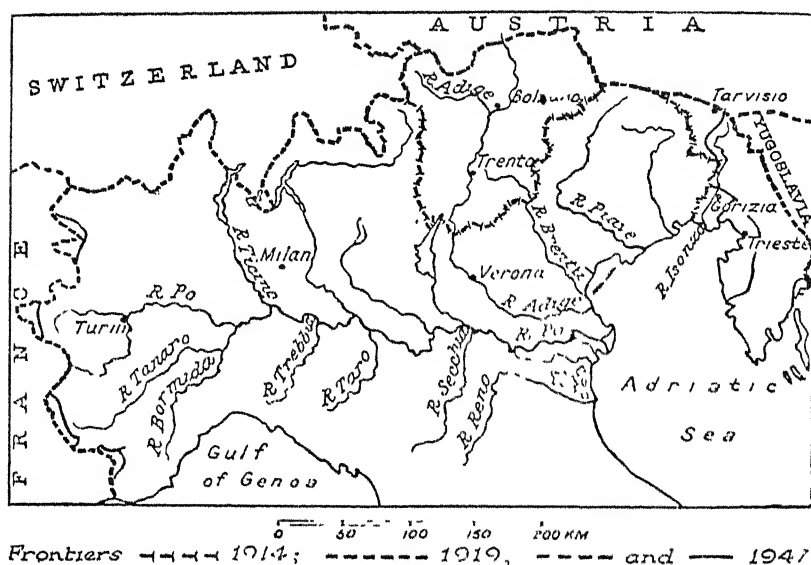 AUSTRIA
SWITZERLAND
R Adige
Bolzano
Tarvisio
YUGOSLAVIA
Trento
Gorizia
R Piave
R Ticino
Milan
R Brenta
R. Isonzo
Trieste
FRANCE
R Po
Verona
R Adige
Turin
R. Po
R Tanaro
R Bormida
R Trebbia
R Taro
R Secchia
R Reno
Adriatic
Sea
Gulf
of Genoa
0 50 100 150 200 KM
Frontiers 1914; 1919, and 1947